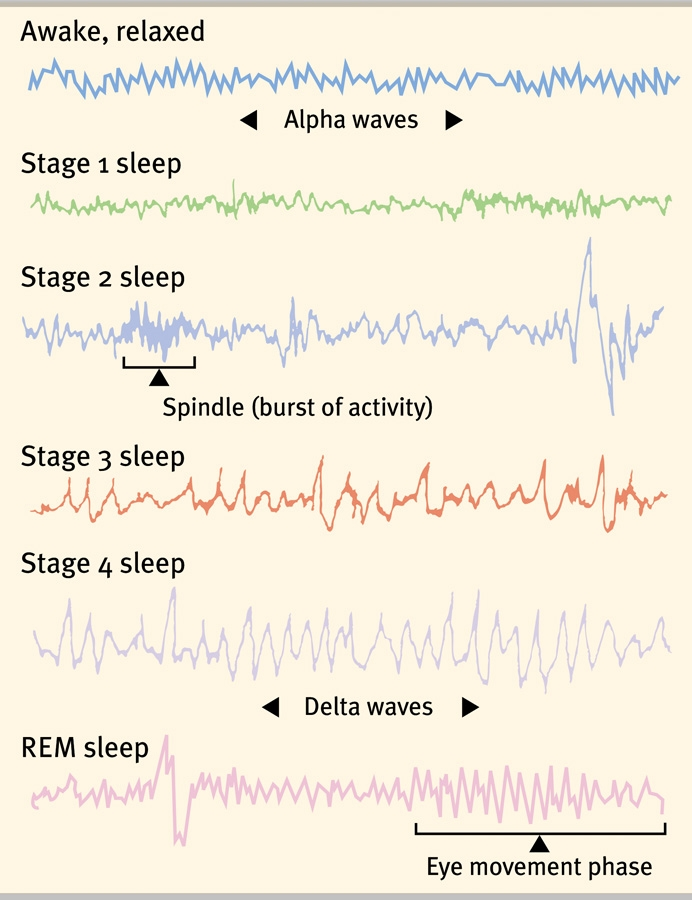 Awake, relaxed
Alpha waves
Stage 1 sleep
Stage 2 sleep
Spindle (burst of activity)
Stage 3 sleep
Stage 4 sleep
Delta waves
REM sleep
Eye movement phase